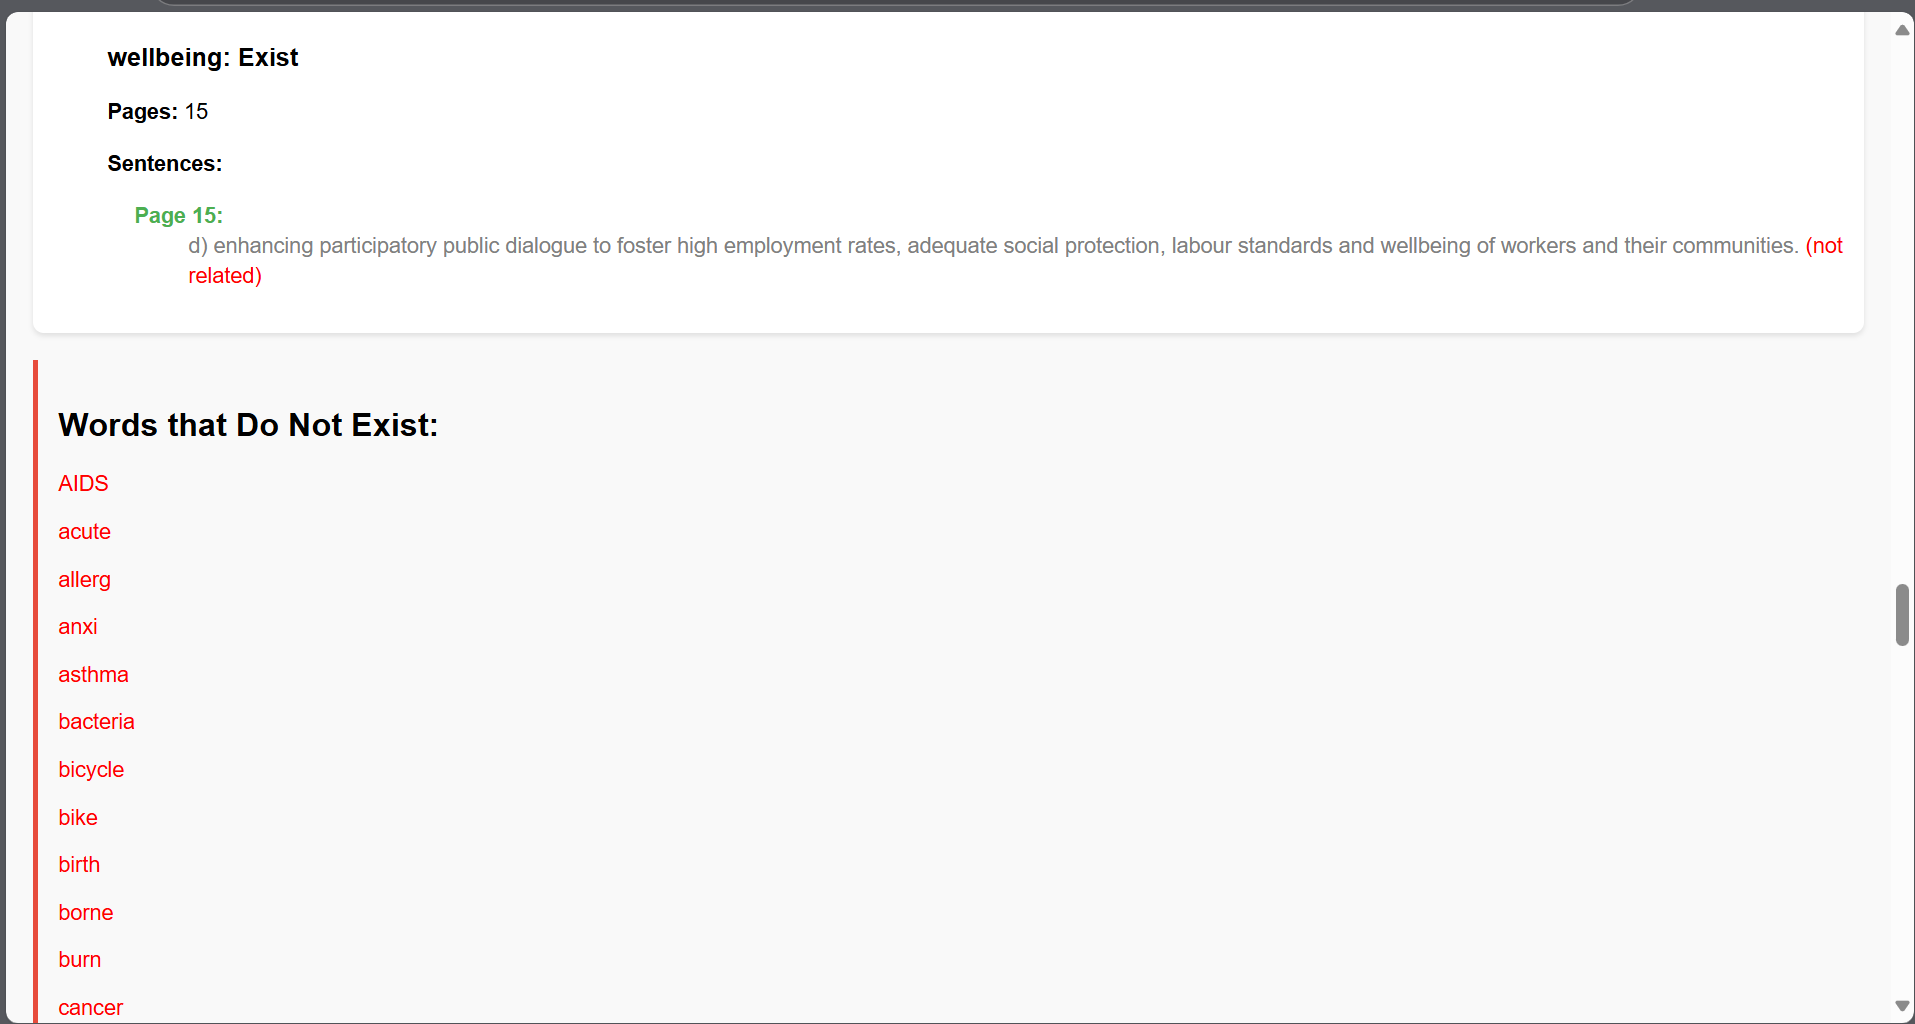 wellbeing: Exist
Pages: 15
Sentences:
Page 15:
d) enhancing participatory public dialogue to foster high employment rates, adequate social protection, labour standards and wellbeing of workers and their communities. (not
related)
Words that Do Not Exist:
AIDS
acute
allerg
anxi
asthma
bacteria
bicycle
bike
birth
borne
burn
cancer